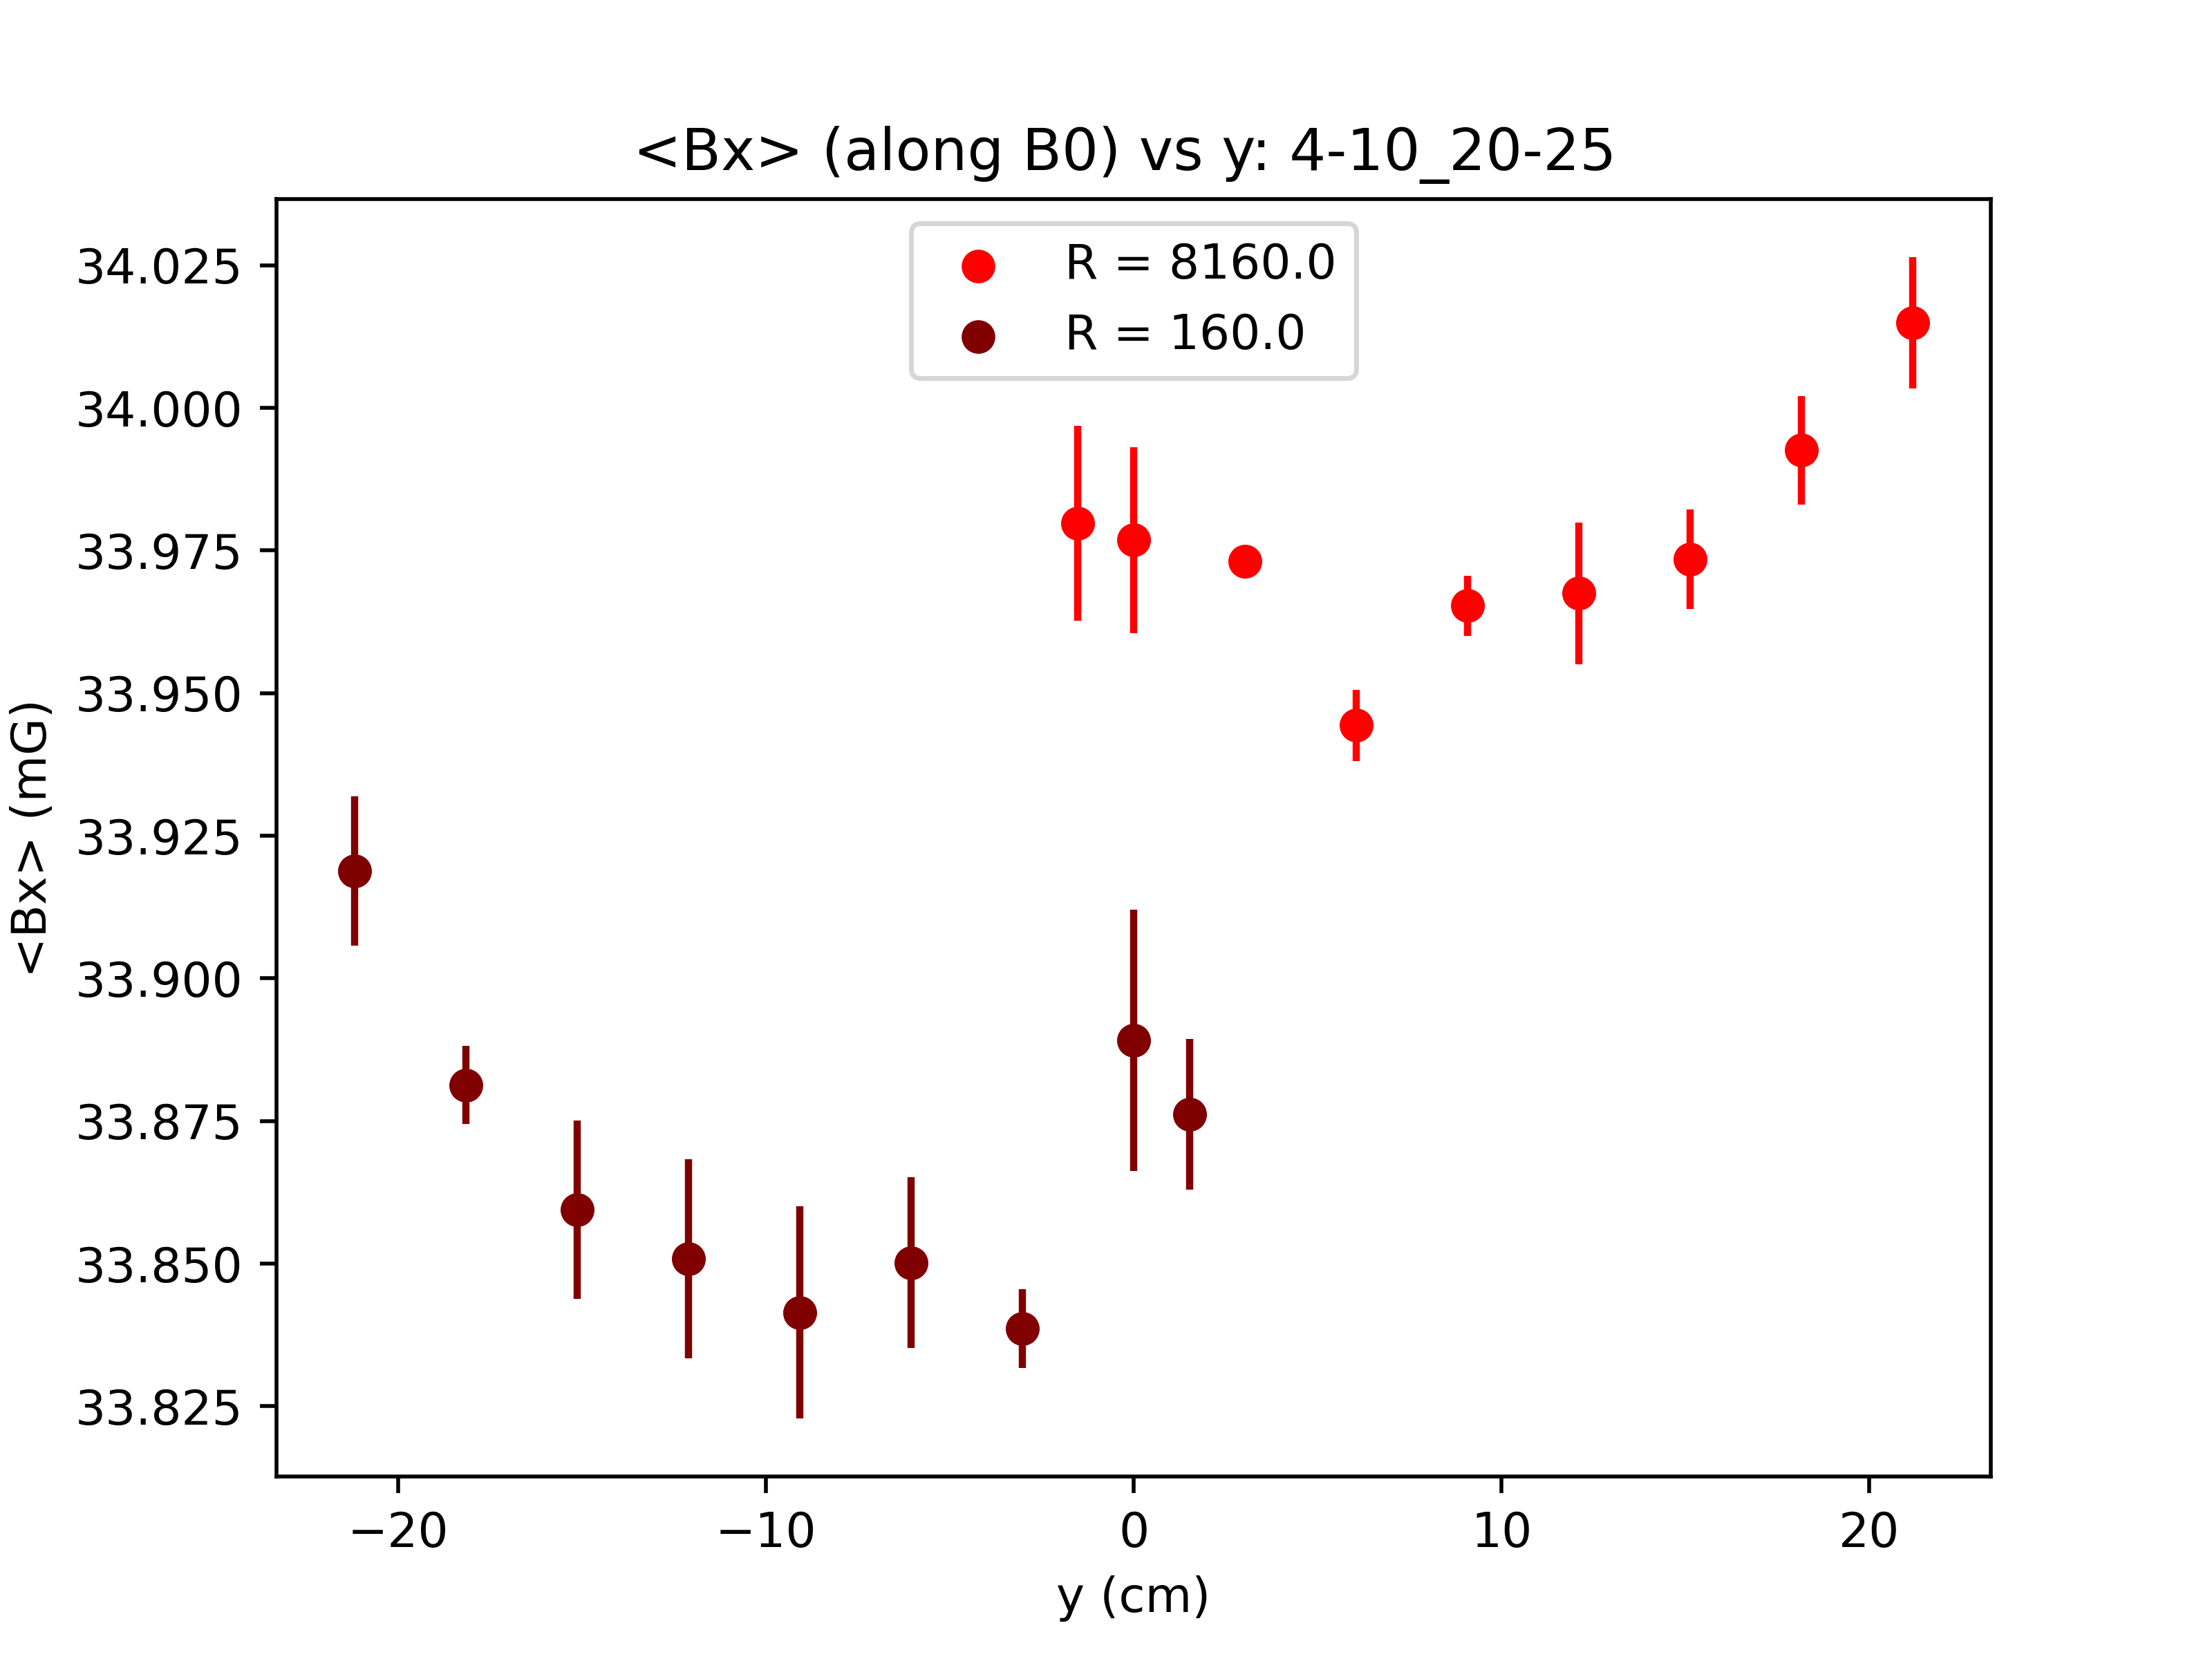 <Bx> (along B0) vs y: 4-10_20-25
R = 8160.0
R = 160.0
34.025
34.000
33.975
33.950
33.925
33.900
33.875
33.850
33.825
<Bx> (mG)
−20
−10
0
10
20
y (cm)